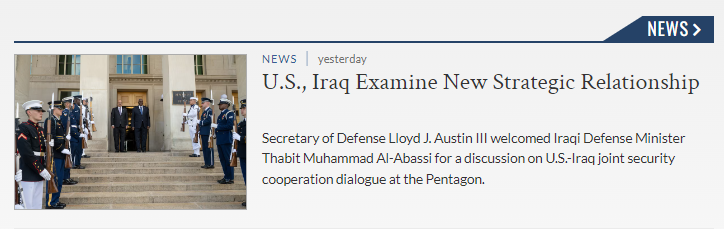 NEWS
NEWS | yesterday
U.S., Iraq Examine New Strategic Relationship
Secretary of Defense Lloyd J. Austin III welcomed Iraqi Defense Minister
Thabit Muhammad Al-Abassi for a discussion on U.S.-Iraq joint security
cooperation dialogue at the Pentagon.